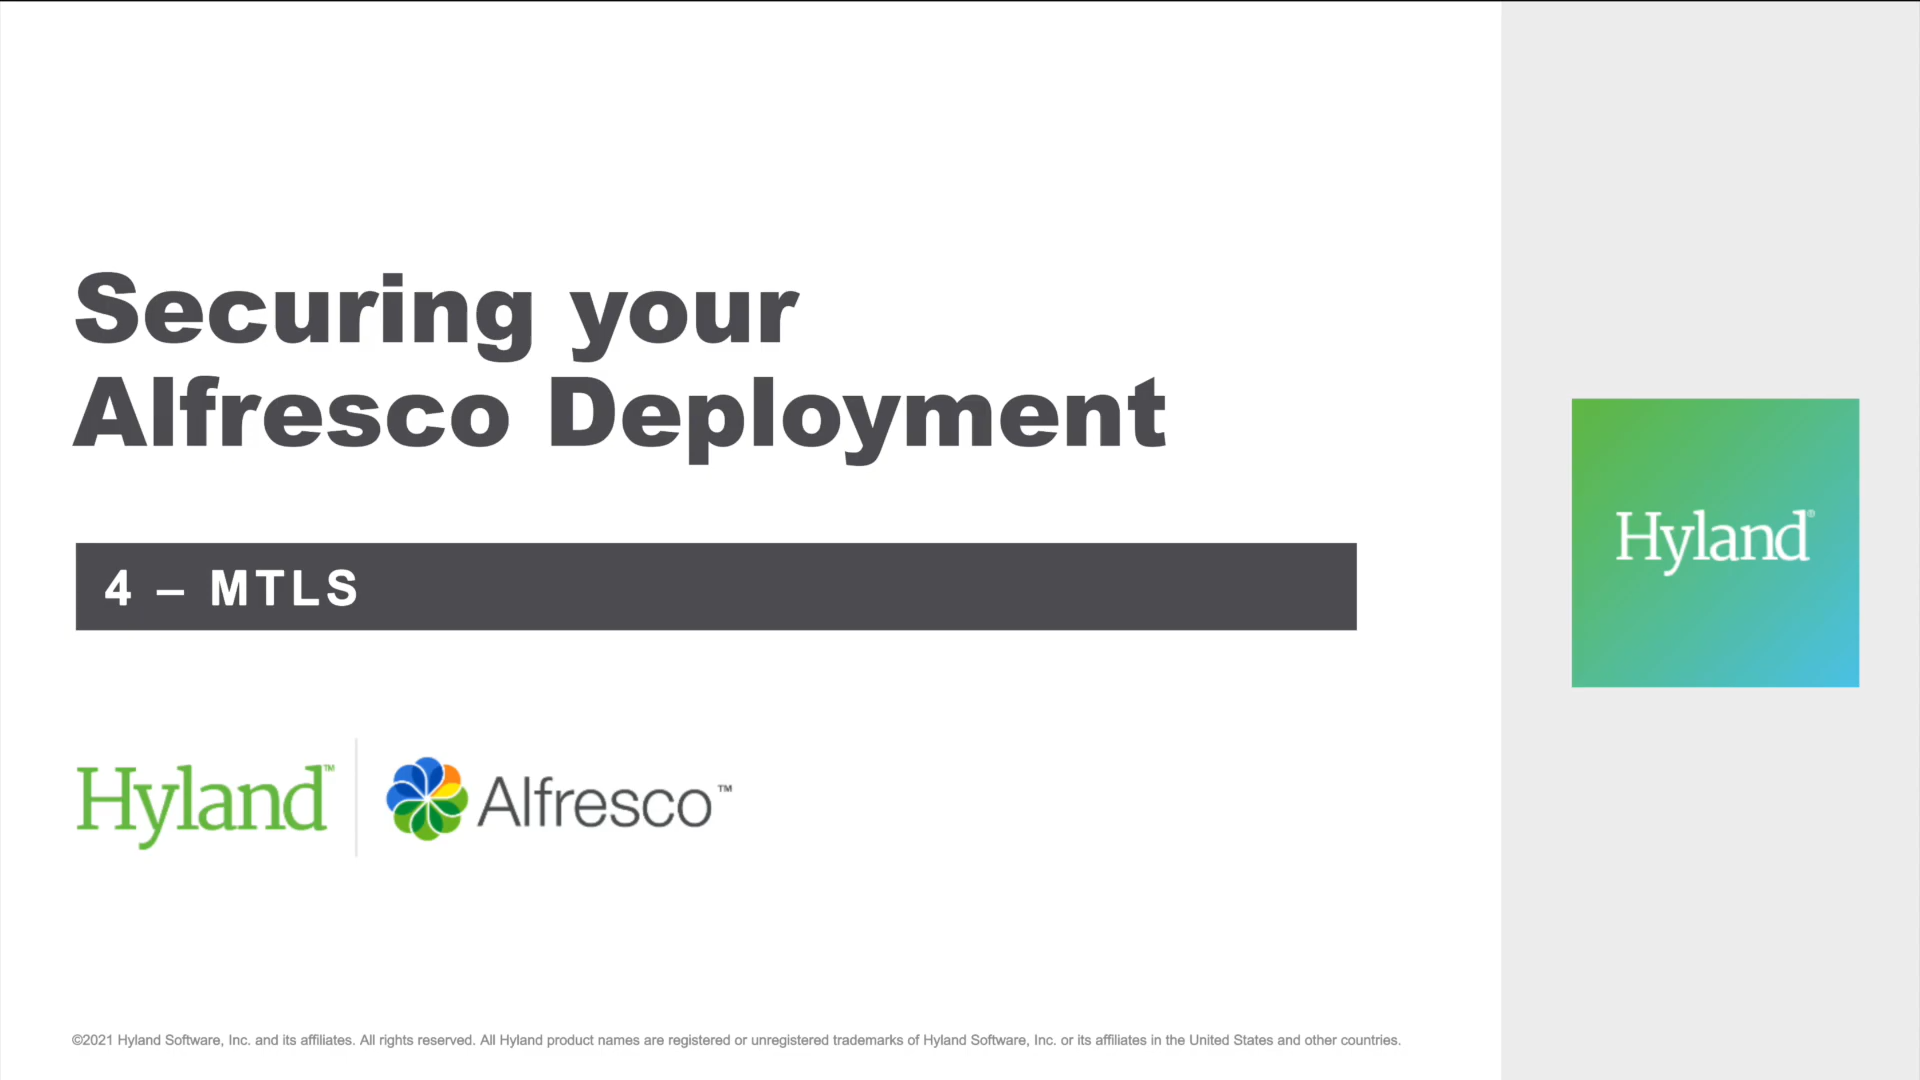 Securing your
Alfresco Deployment
4 – MTLS
Hyland®
Hyland™
Alfresco™
©2021 Hyland Software, Inc. and its affiliates. All rights reserved. All Hyland product names are registered or unregistered trademarks of Hyland Software, Inc. or its affiliates in the United States and other countries.